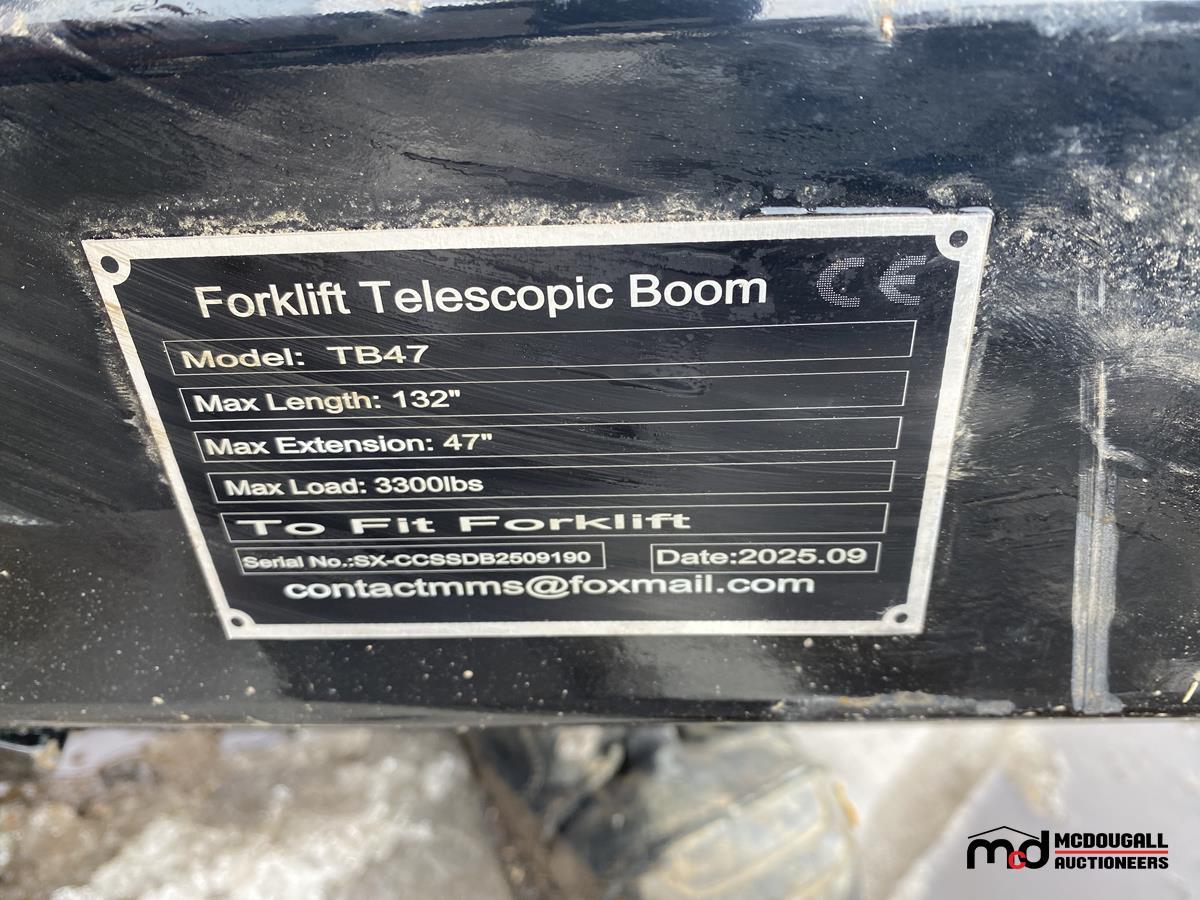 Forklift Telescopic Boom CE
Model: TB47
Max Length: 132"
Max Extension: 47"
Max Load: 3300lbs
To Fit Forklift
Serial No.:SX-CCSSDB2509190 Date:2025.09
contactmms@foxmail.com
mcd MCDOUGALL
AUCTIONEERS